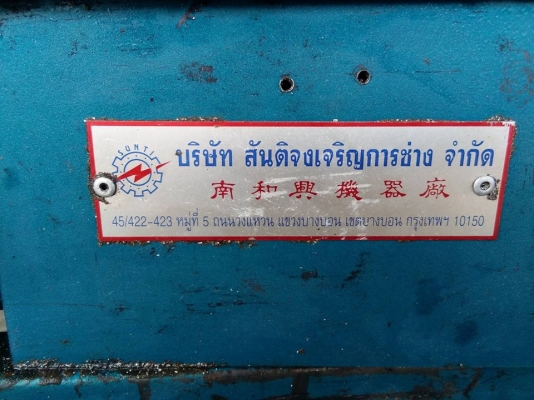 SUNTI
บริษัท สันติจงเจริญการช่าง จำกัด
南和興機器廠
45/422-423 หมู่ที่ 5 ถนนวงแหวน แขวงบางบอน เขตบางบอน กรุงเทพฯ 10150